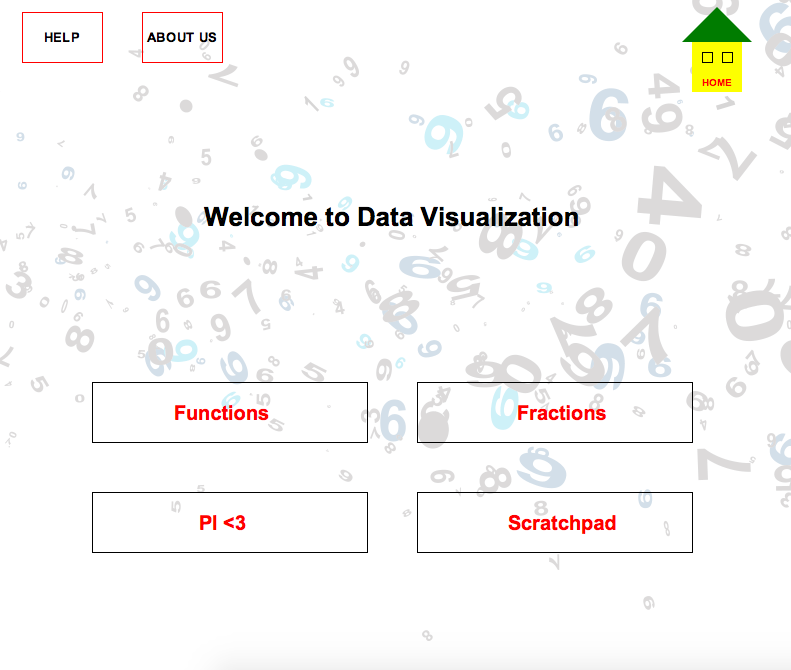 HELP
ABOUT US
HOME
Welcome to Data Visualization
Functions
Fractions
PI <3
Scratchpad